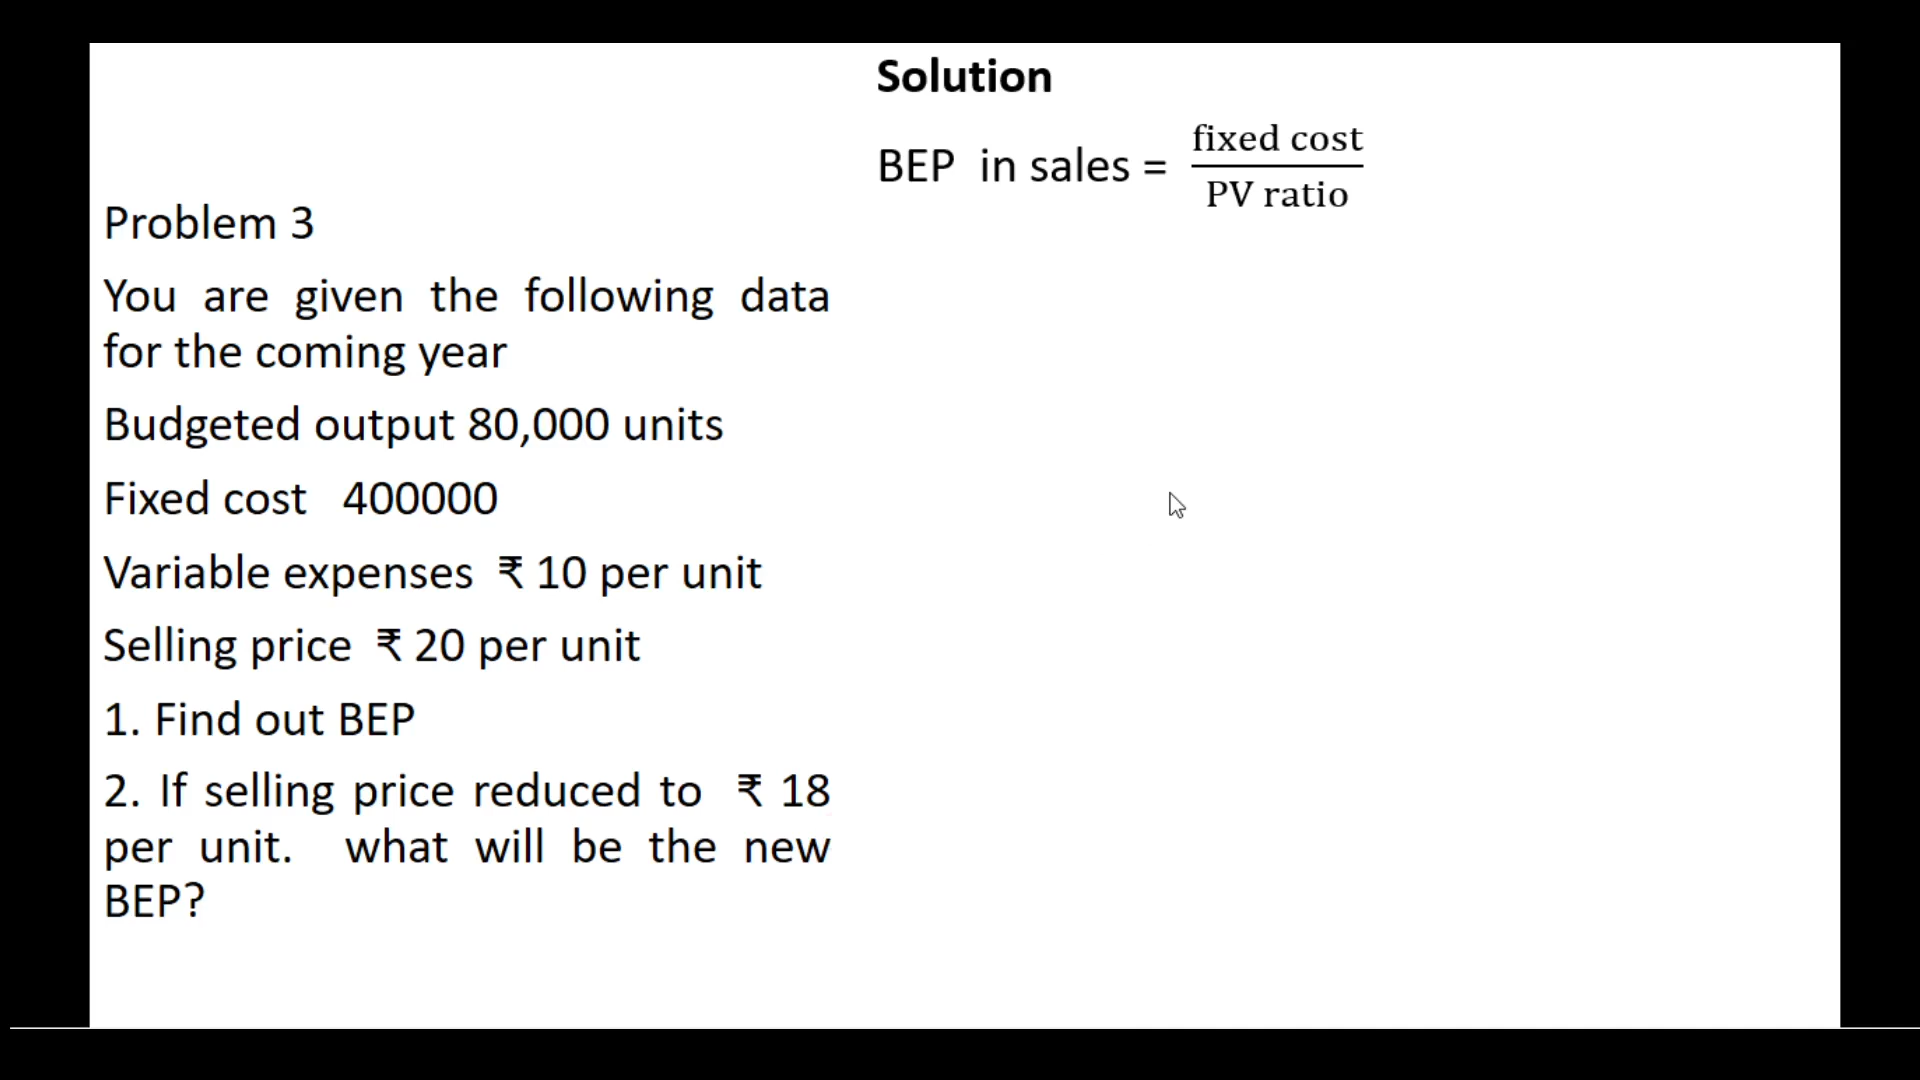 Problem 3
You are given the following data
for the coming year
Budgeted output 80,000 units
Fixed cost 400000
Variable expenses ₹ 10 per unit
Selling price ₹ 20 per unit
1. Find out BEP
2. If selling price reduced to ₹ 18
per unit. what will be the new
BEP?
Solution
BEP in sales = fixed cost
PV ratio